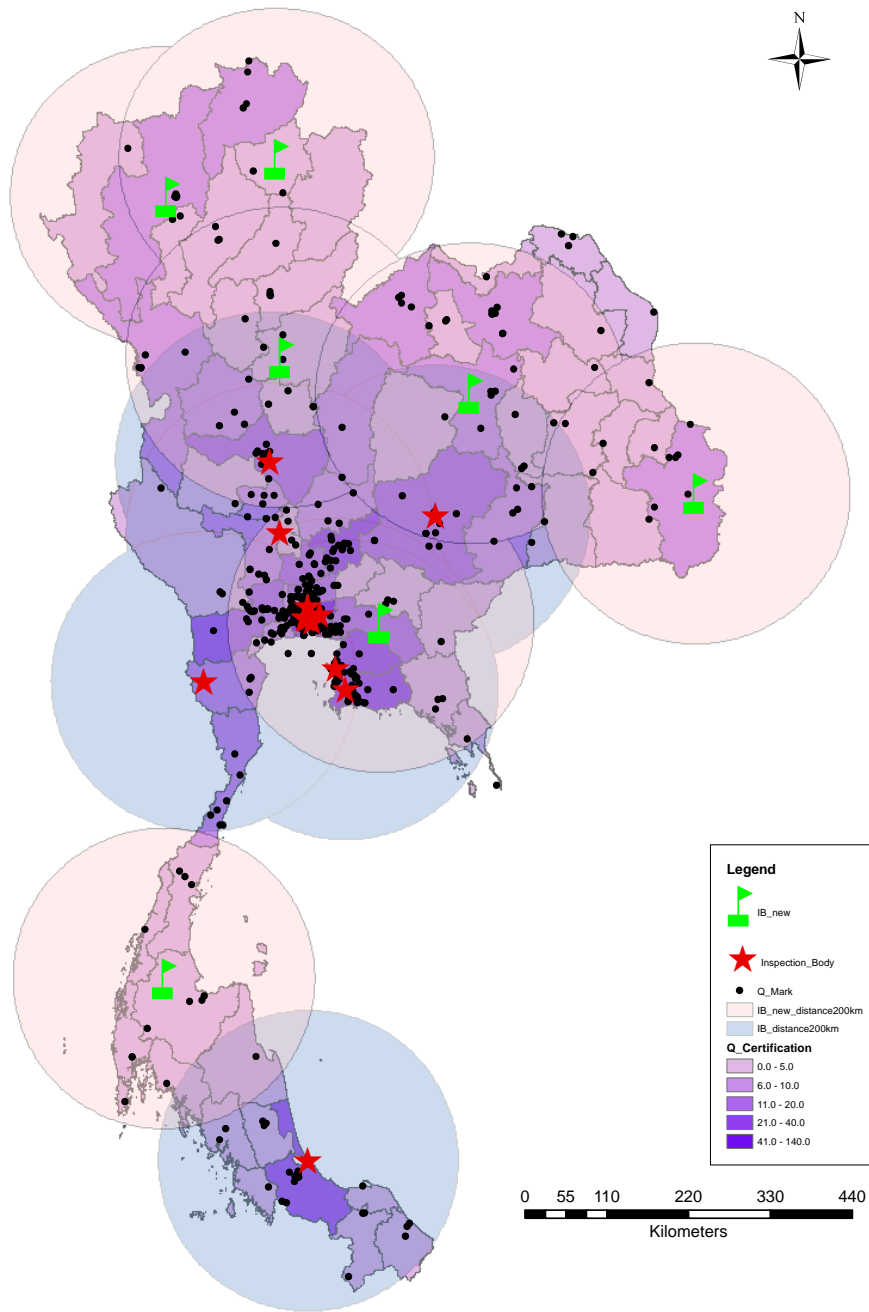 N
Legend
IB_new
Inspection_Body
Q_Mark
IB_new_distance200km
IB_distance200km
Q_Certification
0.0 - 5.0
6.0 - 10.0
11.0 - 20.0
21.0 - 40.0
41.0 - 140.0
0 55 110 220 330 440
Kilometers